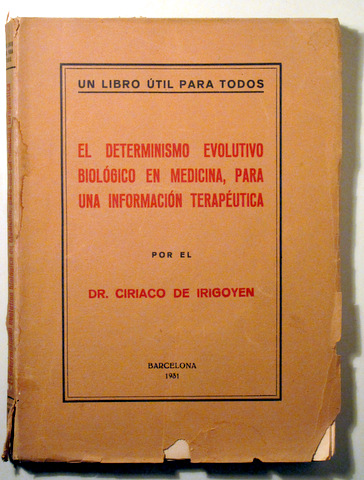 UN LIBRO ÚTIL PARA TODOS
EL DETERMINISMO EVOLUTIVO
BIOLÓGICO EN MEDICINA, PARA
UNA INFORMACIÓN TERAPÉUTICA
POR EL
DR. CIRIACO DE IRIGOYEN
BARCELONA
1931